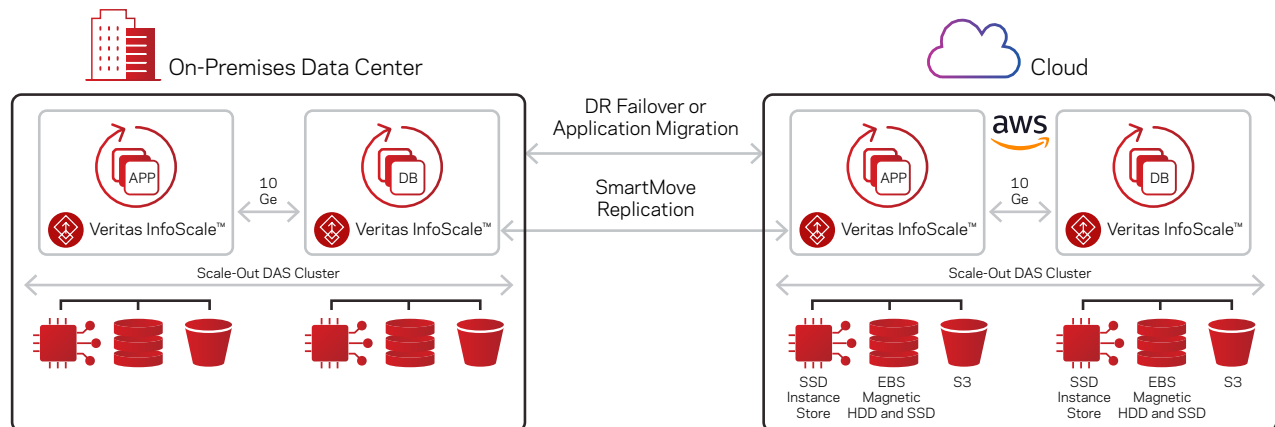 On-Premises Data Center
Cloud
DR Failover or
Application Migration
SmartMove
Replication
APP
Veritas InfoScale™
10
Ge
DB
Veritas InfoScale™
Scale-Out DAS Cluster
aws
APP
Veritas InfoScale™
10
Ge
DB
Veritas InfoScale™
Scale-Out DAS Cluster
SSD
Instance
Store
EBS
Magnetic
HDD and SSD
S3
SSD
Instance
Store
EBS
Magnetic
HDD and SSD
S3